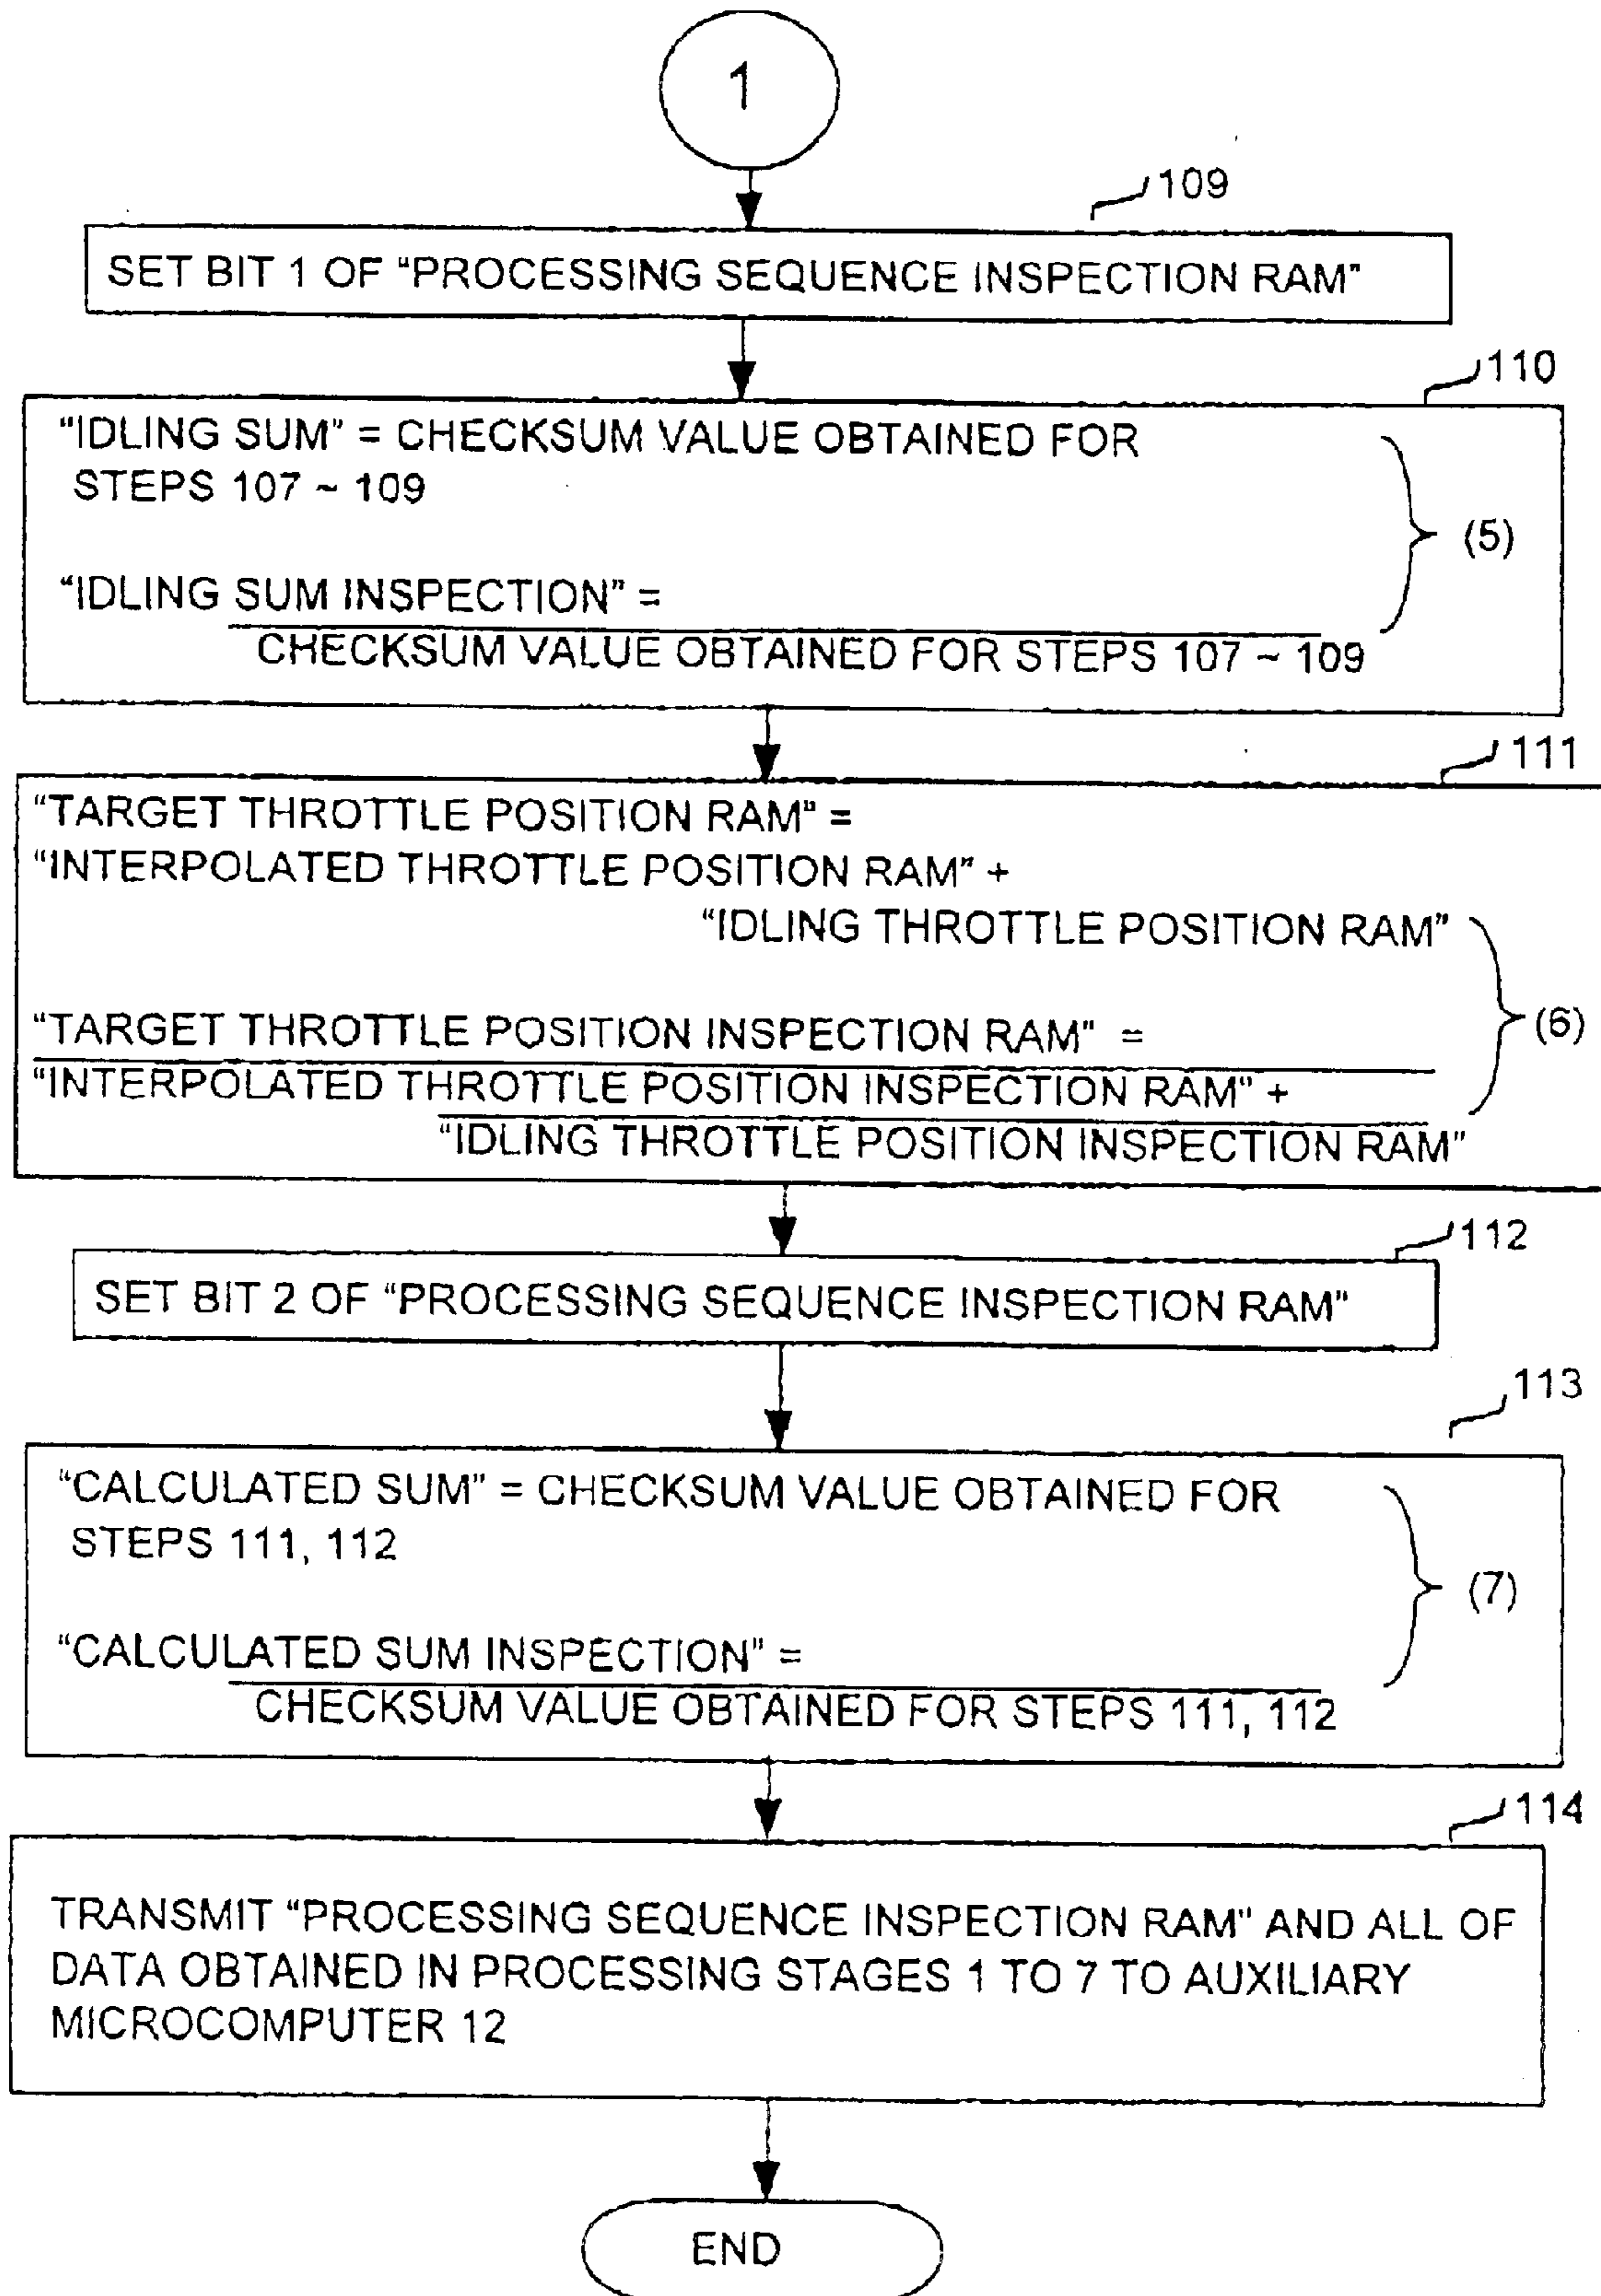 1
109
SET BIT 1 OF "PROCESSING SEQUENCE INSPECTION RAM"
110
"IDLING SUM" = CHECKSUM VALUE OBTAINED FOR
STEPS 107 ~ 109
(5)
"IDLING SUM INSPECTION" =
CHECKSUM VALUE OBTAINED FOR STEPS 107 ~ 109
111
"TARGET THROTTLE POSITION RAM" =
"INTERPOLATED THROTTLE POSITION RAM" +
"IDLING THROTTLE POSITION RAM"
(6)
"TARGET THROTTLE POSITION INSPECTION RAM" =
"INTERPOLATED THROTTLE POSITION INSPECTION RAM" +
"IDLING THROTTLE POSITION INSPECTION RAM"
112
SET BIT 2 OF "PROCESSING SEQUENCE INSPECTION RAM"
113
"CALCULATED SUM" = CHECKSUM VALUE OBTAINED FOR
STEPS 111, 112
(7)
"CALCULATED SUM INSPECTION" =
CHECKSUM VALUE OBTAINED FOR STEPS 111, 112
114
TRANSMIT "PROCESSING SEQUENCE INSPECTION RAM" AND ALL OF
DATA OBTAINED IN PROCESSING STAGES 1 TO 7 TO AUXILIARY
MICROCOMPUTER 12
END